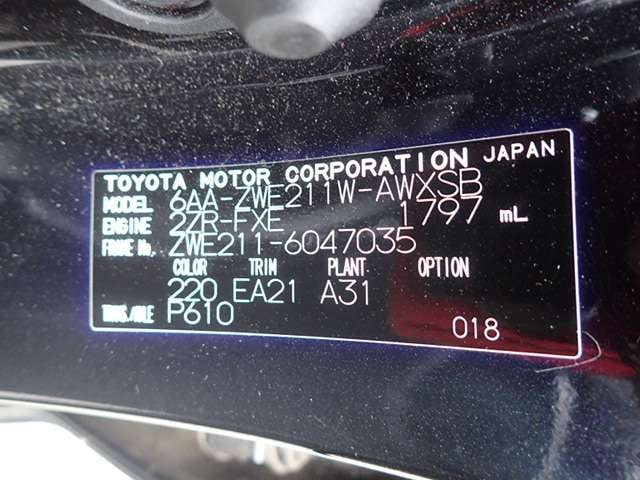 TOYOTA MOTOR CORPORATION JAPAN
MODEL 6AA-ZWE211W-AWXSB
ENGINE 2ZR-FXE 1797 mL
FRAME No. ZWE211-6047035
COLOR TRIM PLANT OPTION
220 EA21 A31
TRANS./AXLE P610
018